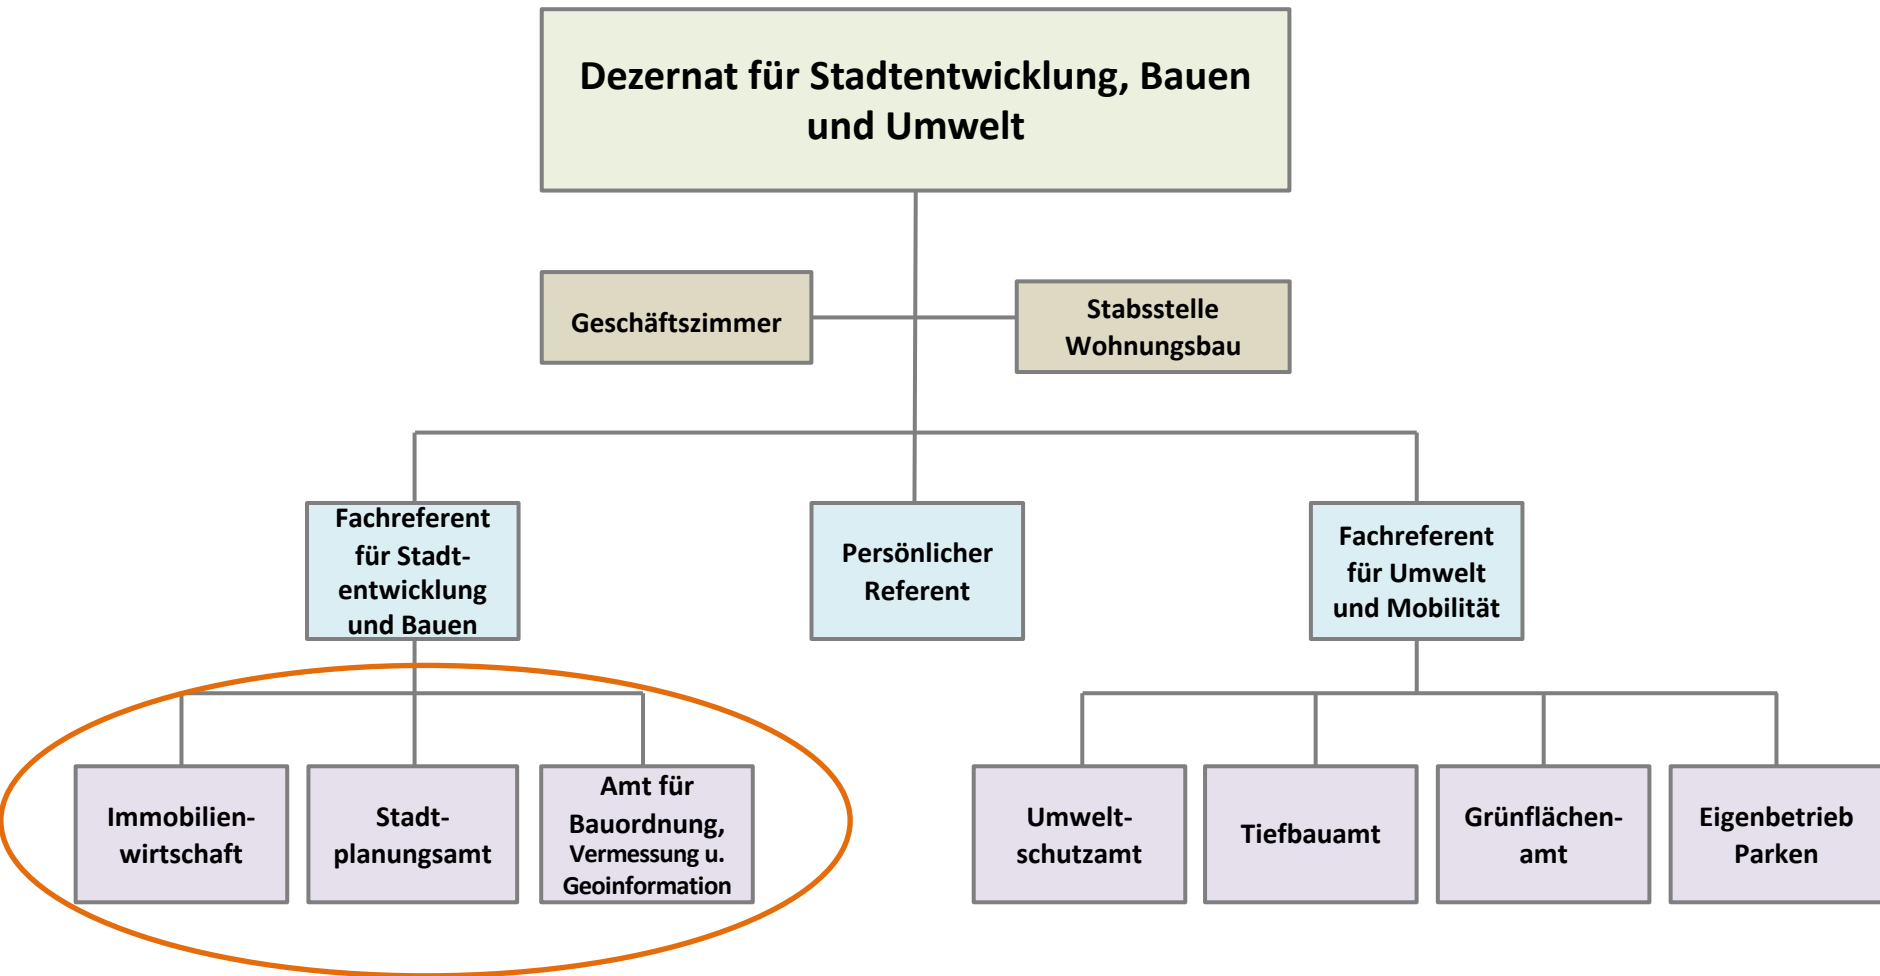 Dezernat für Stadtentwicklung, Bauen
und Umwelt
Geschäftszimmer
Stabsstelle
Wohnungsbau
Fachreferent
für Stadt-
entwicklung
und Bauen
Persönlicher
Referent
Fachreferent
für Umwelt
und Mobilität
Immobilien-
wirtschaft
Stadt-
planungsamt
Amt für
Bauordnung,
Vermessung u.
Geoinformation
Umwelt-
schutzamt
Tiefbauamt
Grünflächen-
amt
Eigenbetrieb
Parken